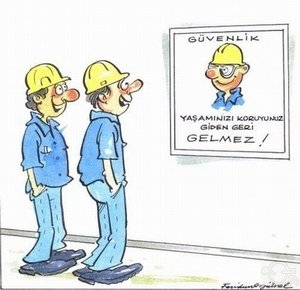 GÜVENLİK
YAŞAMINIZI KORUYUNUZ
GİDEN GERİ
GELMEZ!